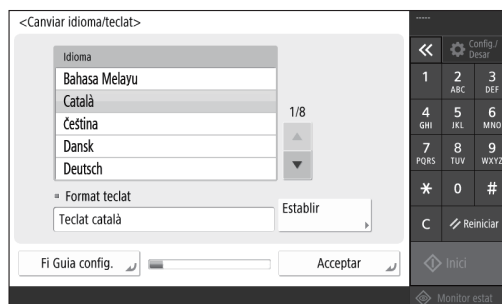 <Canviar idioma/teclat>
Idioma
Bahasa Melayu
Català
Čeština
Dansk
Deutsch
1/8
Format teclat
Teclat català
Establir
Fi Guia config.
Acceptar
-----
Config./
Desar
1
2
3
ABC
DEF
4
5
6
GHI
JKL
MNO
7
8
9
PQRS
TUV
WXYZ
*
0
#
C
Reiniciar
Inici
Monitor estat